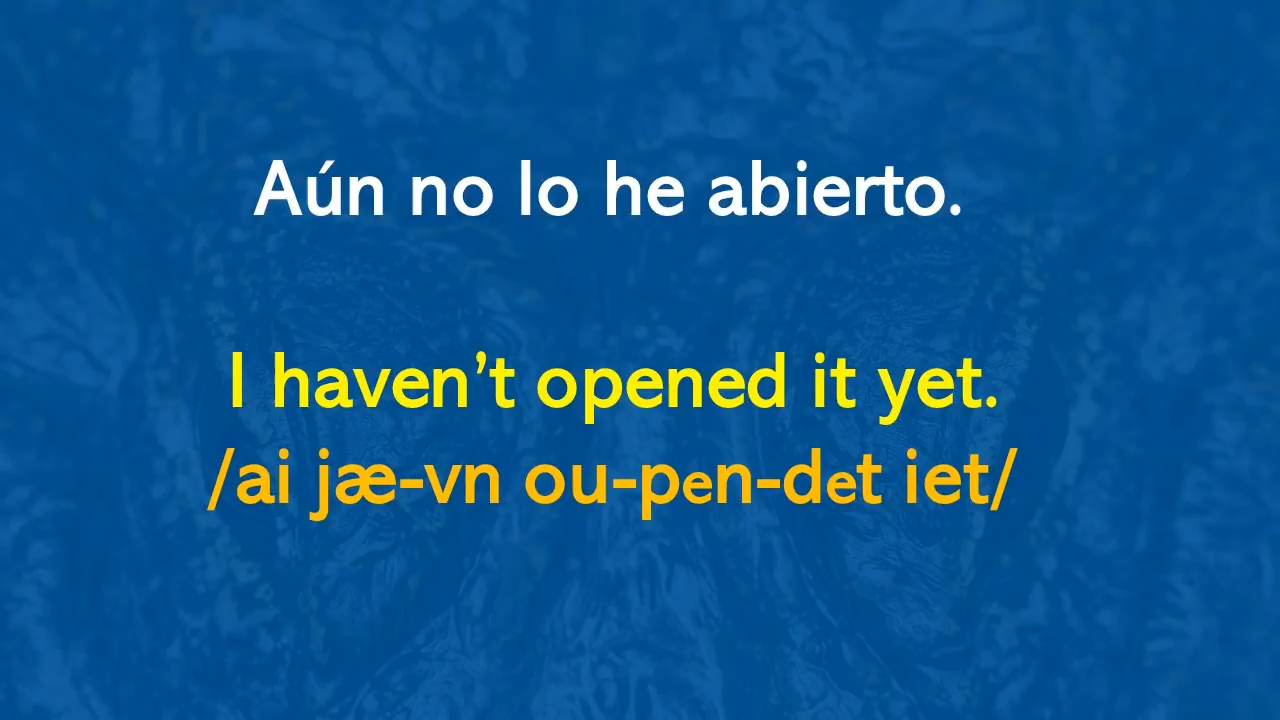 Aún no lo he abierto.
I haven’t opened it yet.
/ai jæ-vn ou-pen-det iet/